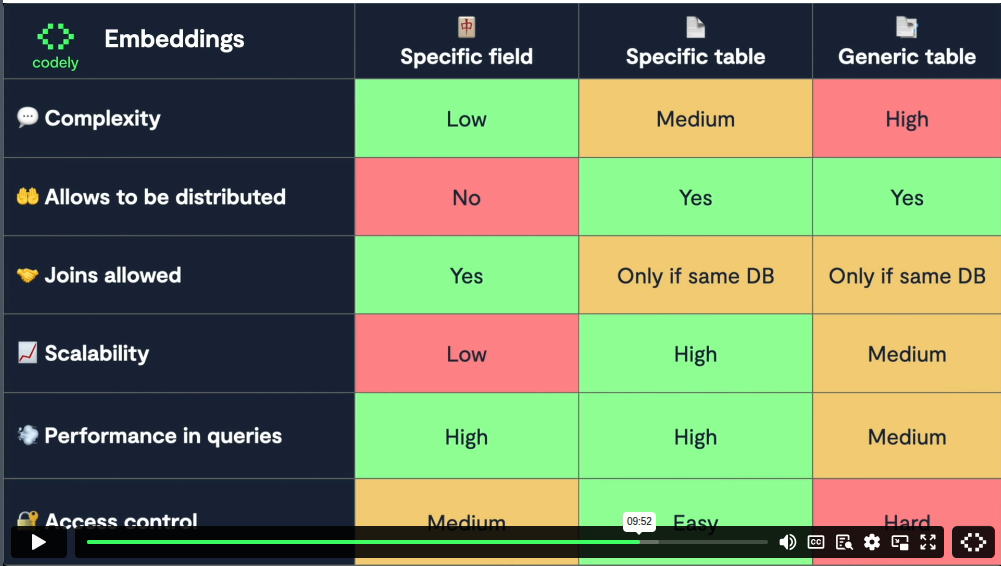 codely
Embeddings
Specific field
Specific table
Generic table
Complexity
Low
Medium
High
Allows to be distributed
No
Yes
Yes
Joins allowed
Yes
Only if same DB
Only if same DB
Scalability
Low
High
Medium
Performance in queries
High
High
Medium
Access control
Medium
Easy
Hard
09:52
CC